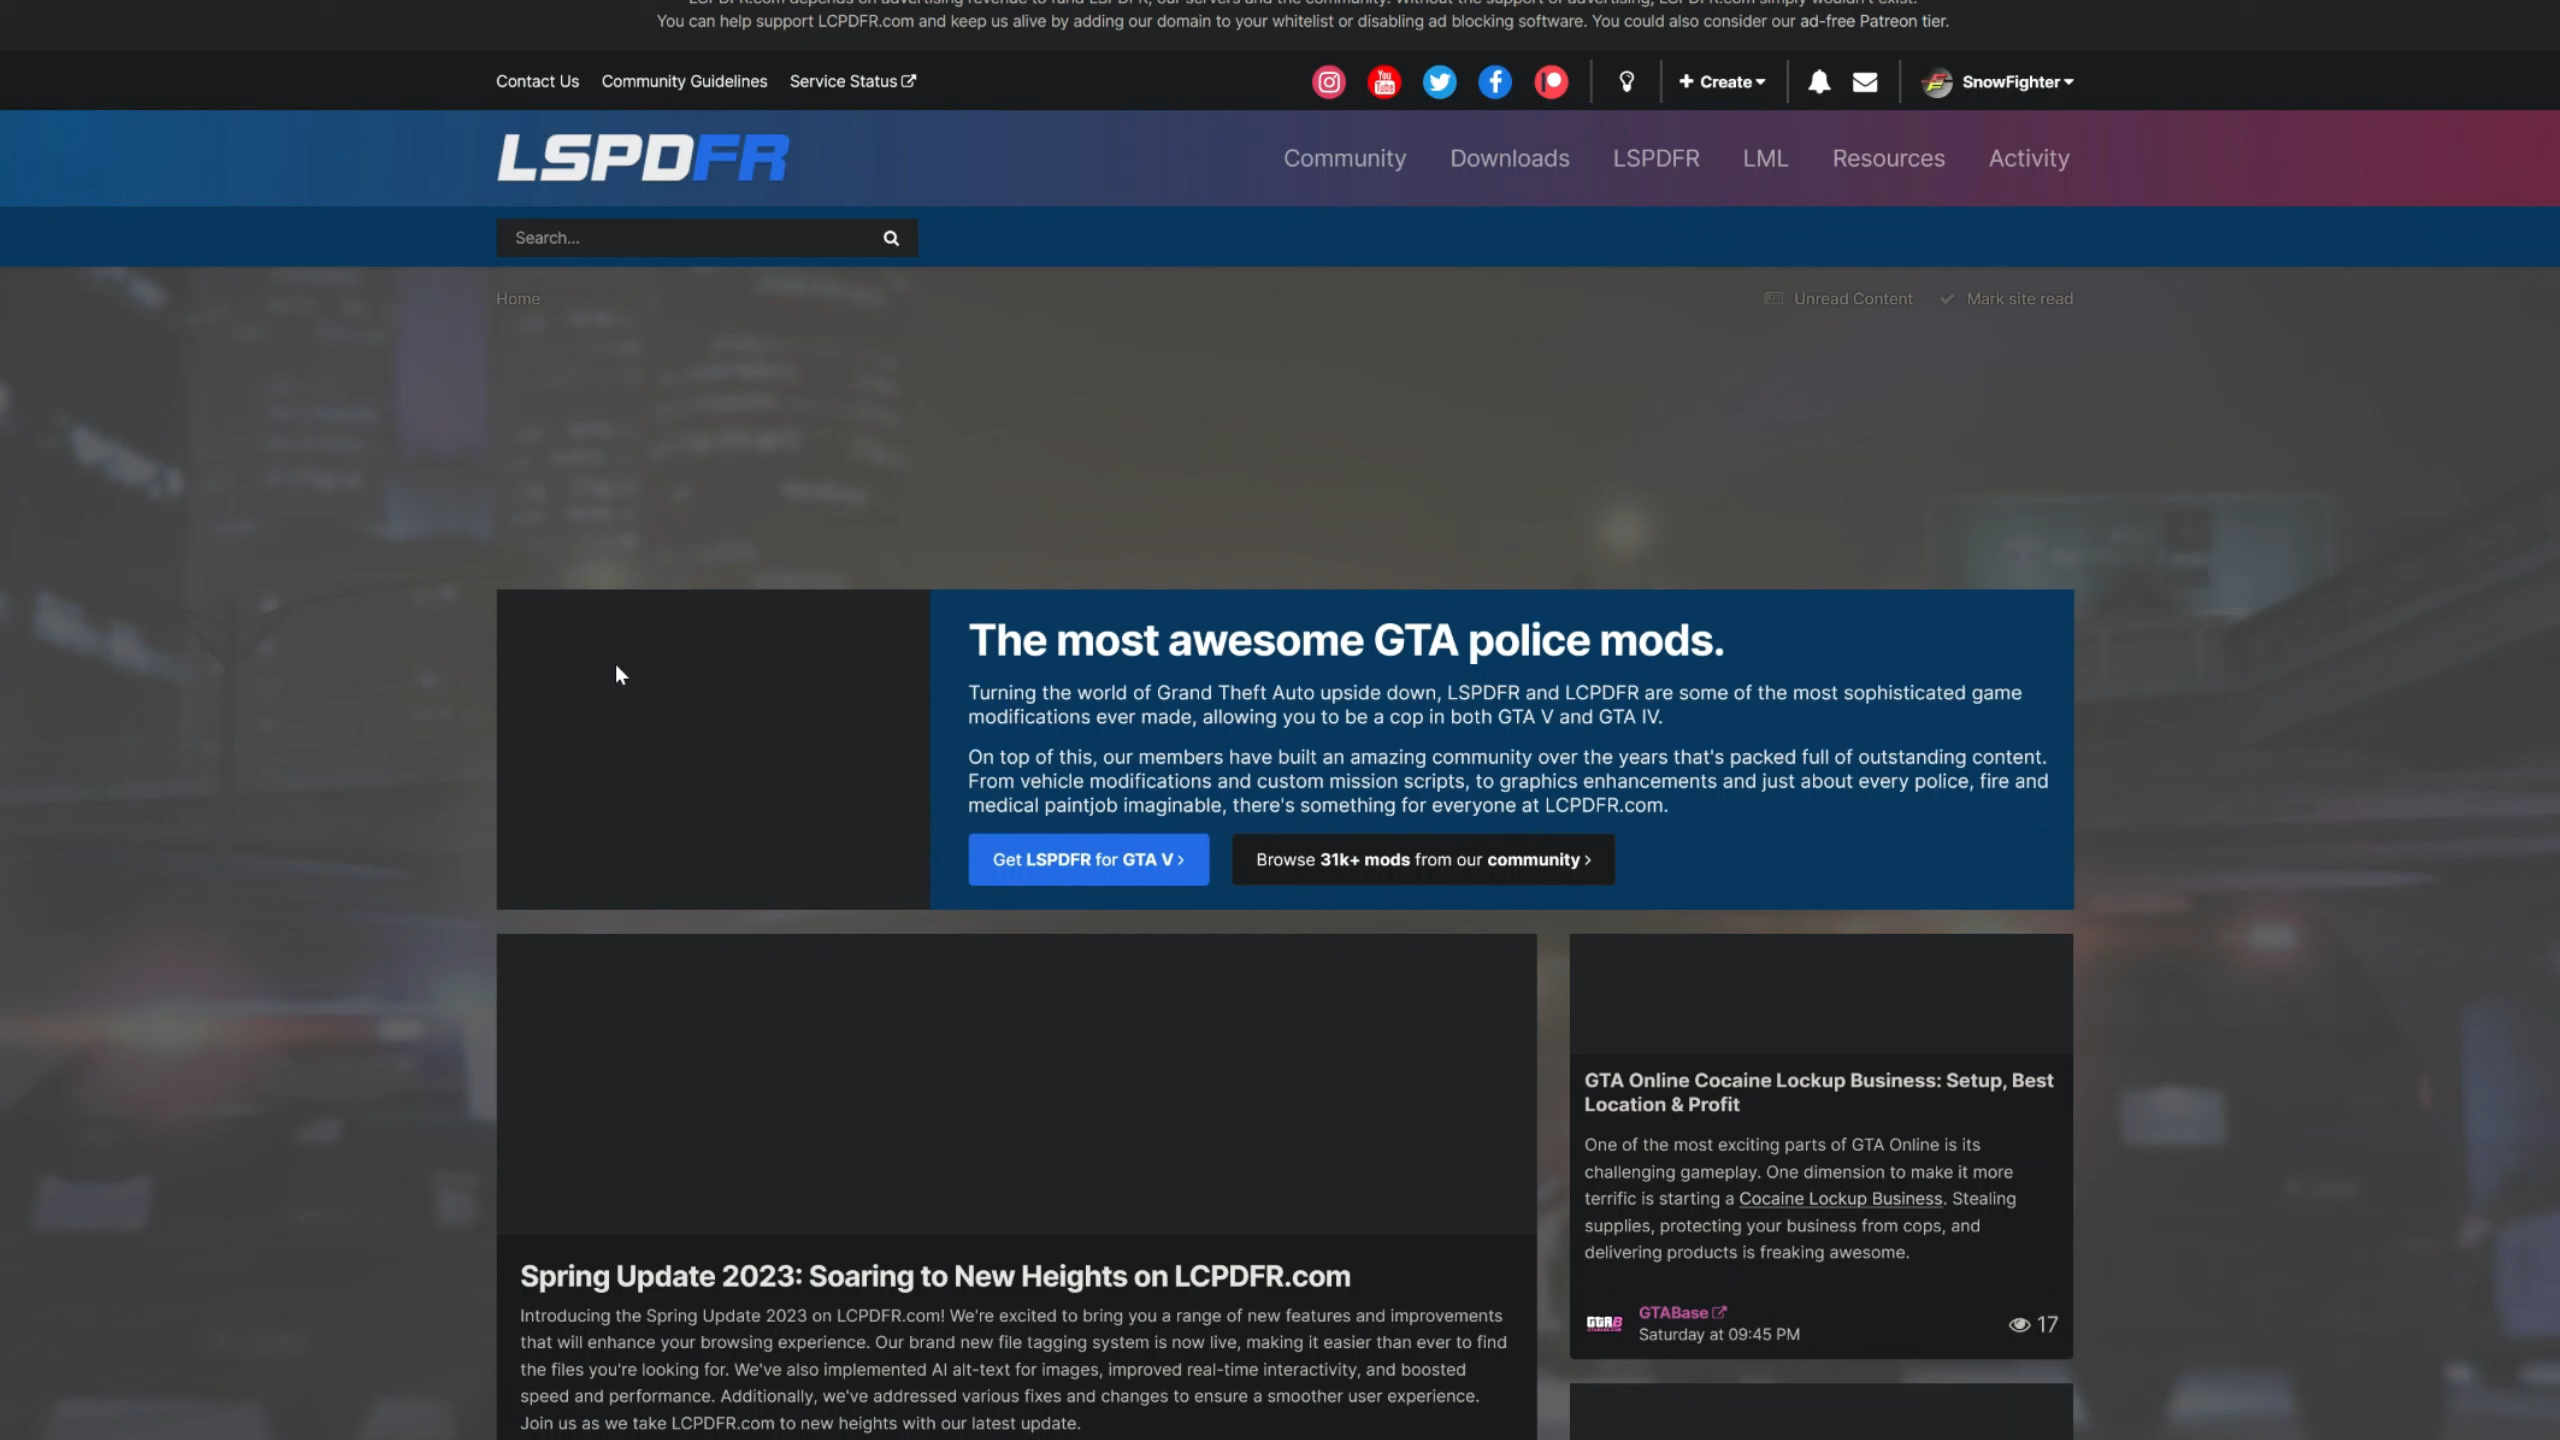 You can help support LCPDFR.com and keep us alive by adding our domain to your whitelist or disabling ad blocking software. You could also consider our ad-free Patreon tier.
Contact Us Community Guidelines Service Status
You Tube
+ Create
SnowFighter
LSPDFR
Community Downloads LSPDFR LML Resources Activity
Search...
Home
Unread Content Mark site read
The most awesome GTA police mods.
Turning the world of Grand Theft Auto upside down, LSPDFR and LCPDFR are some of the most sophisticated game
modifications ever made, allowing you to be a cop in both GTA V and GTA IV.
On top of this, our members have built an amazing community over the years that's packed full of outstanding content.
From vehicle modifications and custom mission scripts, to graphics enhancements and just about every police, fire and
medical paintjob imaginable, there's something for everyone at LCPDFR.com.
Get LSPDFR for GTA V ›
Browse 31k+ mods from our community ›
Spring Update 2023: Soaring to New Heights on LCPDFR.com
Introducing the Spring Update 2023 on LCPDFR.com! We're excited to bring you a range of new features and improvements
that will enhance your browsing experience. Our brand new file tagging system is now live, making it easier than ever to find
the files you're looking for. We've also implemented AI alt-text for images, improved real-time interactivity, and boosted
speed and performance. Additionally, we've addressed various fixes and changes to ensure a smoother user experience.
Join us as we take LCPDFR.com to new heights with our latest update.
GTA Online Cocaine Lockup Business: Setup, Best
Location & Profit
One of the most exciting parts of GTA Online is its
challenging gameplay. One dimension to make it more
terrific is starting a Cocaine Lockup Business. Stealing
supplies, protecting your business from cops, and
delivering products is freaking awesome.
GTABase
Saturday at 09:45 PM
17